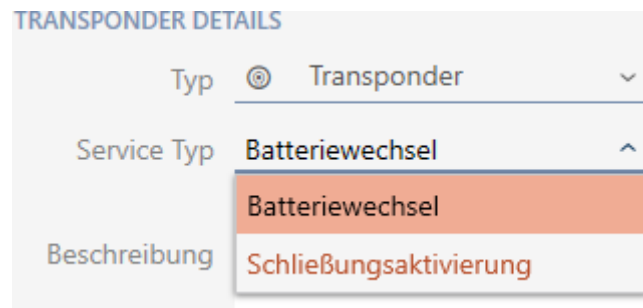 TRANSPONDER DETAILS
Typ Transponder
Service Typ Batteriewechsel
Batteriewechsel
Beschreibung Schließungsaktivierung